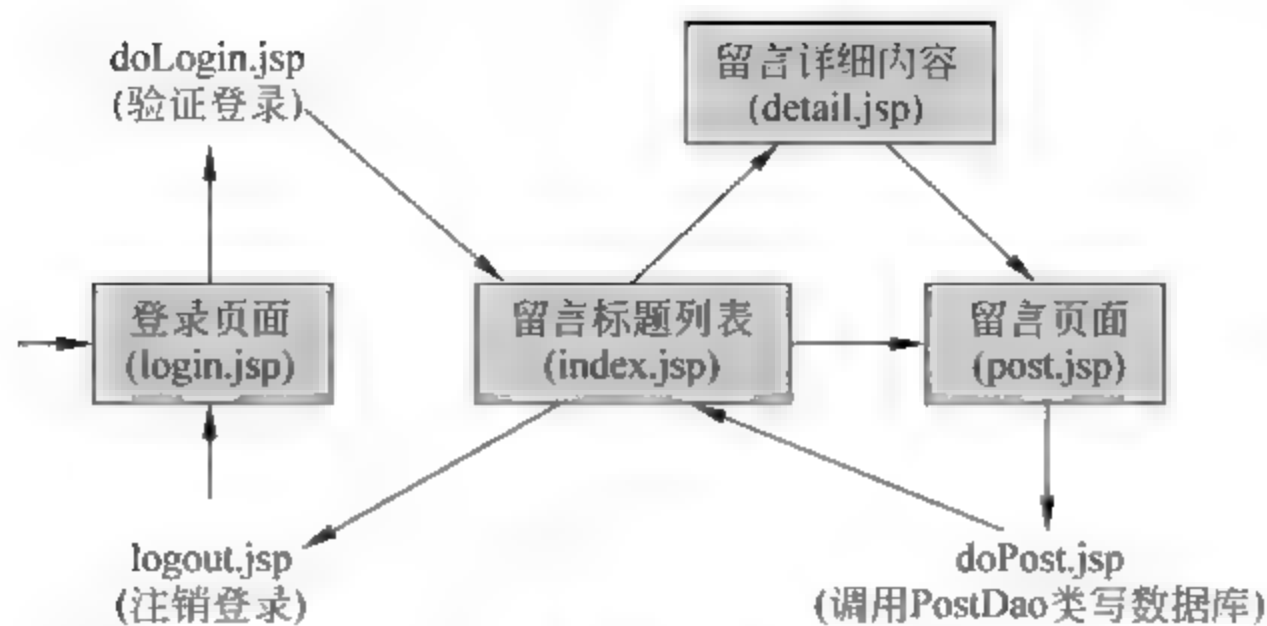 doLogin.jsp
(验证登录)
留言详细内容
(detail.jsp)
登录页面
(login.jsp)
留言标题列表
(index.jsp)
留言页面
(post.jsp)
logout.jsp
(注销登录)
doPost.jsp
(调用PostDao类写数据库)